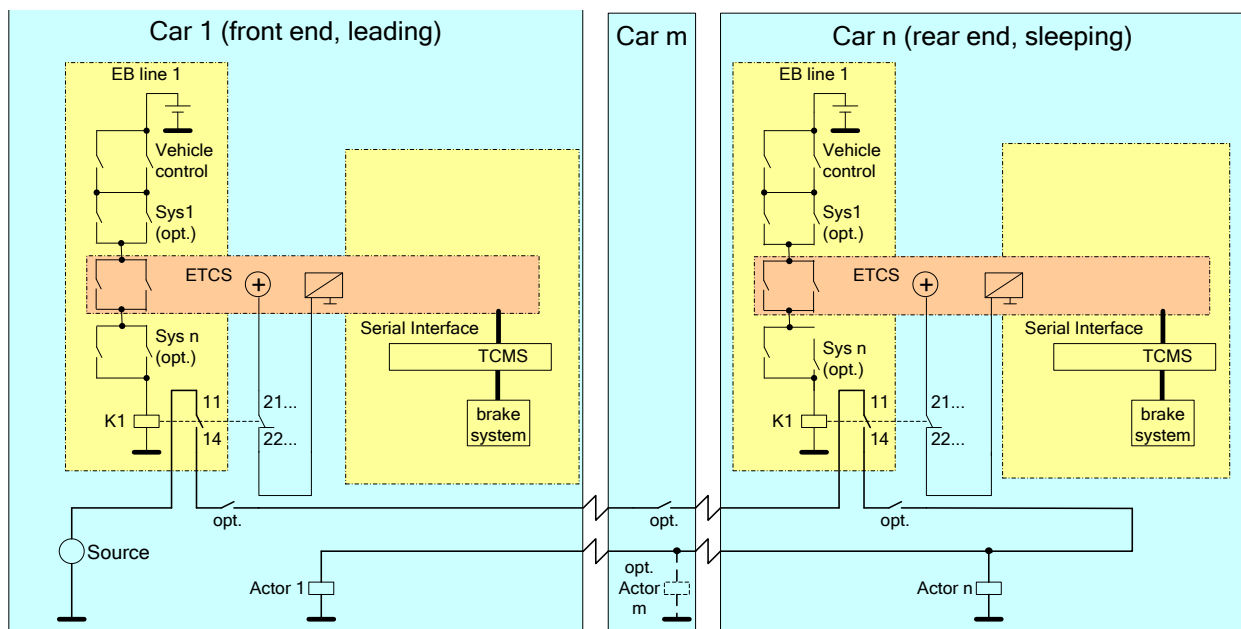 Car 1 (front end, leading)
Car m
Car n (rear end, sleeping)
EB line 1
Vehicle
control
Sys1
(opt.)
ETCS
Serial Interface
Sys n
(opt.)
TCMS
brake
system
K1
11
14
21...
22...
opt.
Source
Actor 1
opt.
opt.
Actor
m
EB line 1
Vehicle
control
Sys1
(opt.)
ETCS
Serial Interface
Sys n
(opt.)
TCMS
brake
system
K1
11
14
21...
22...
opt.
Actor n